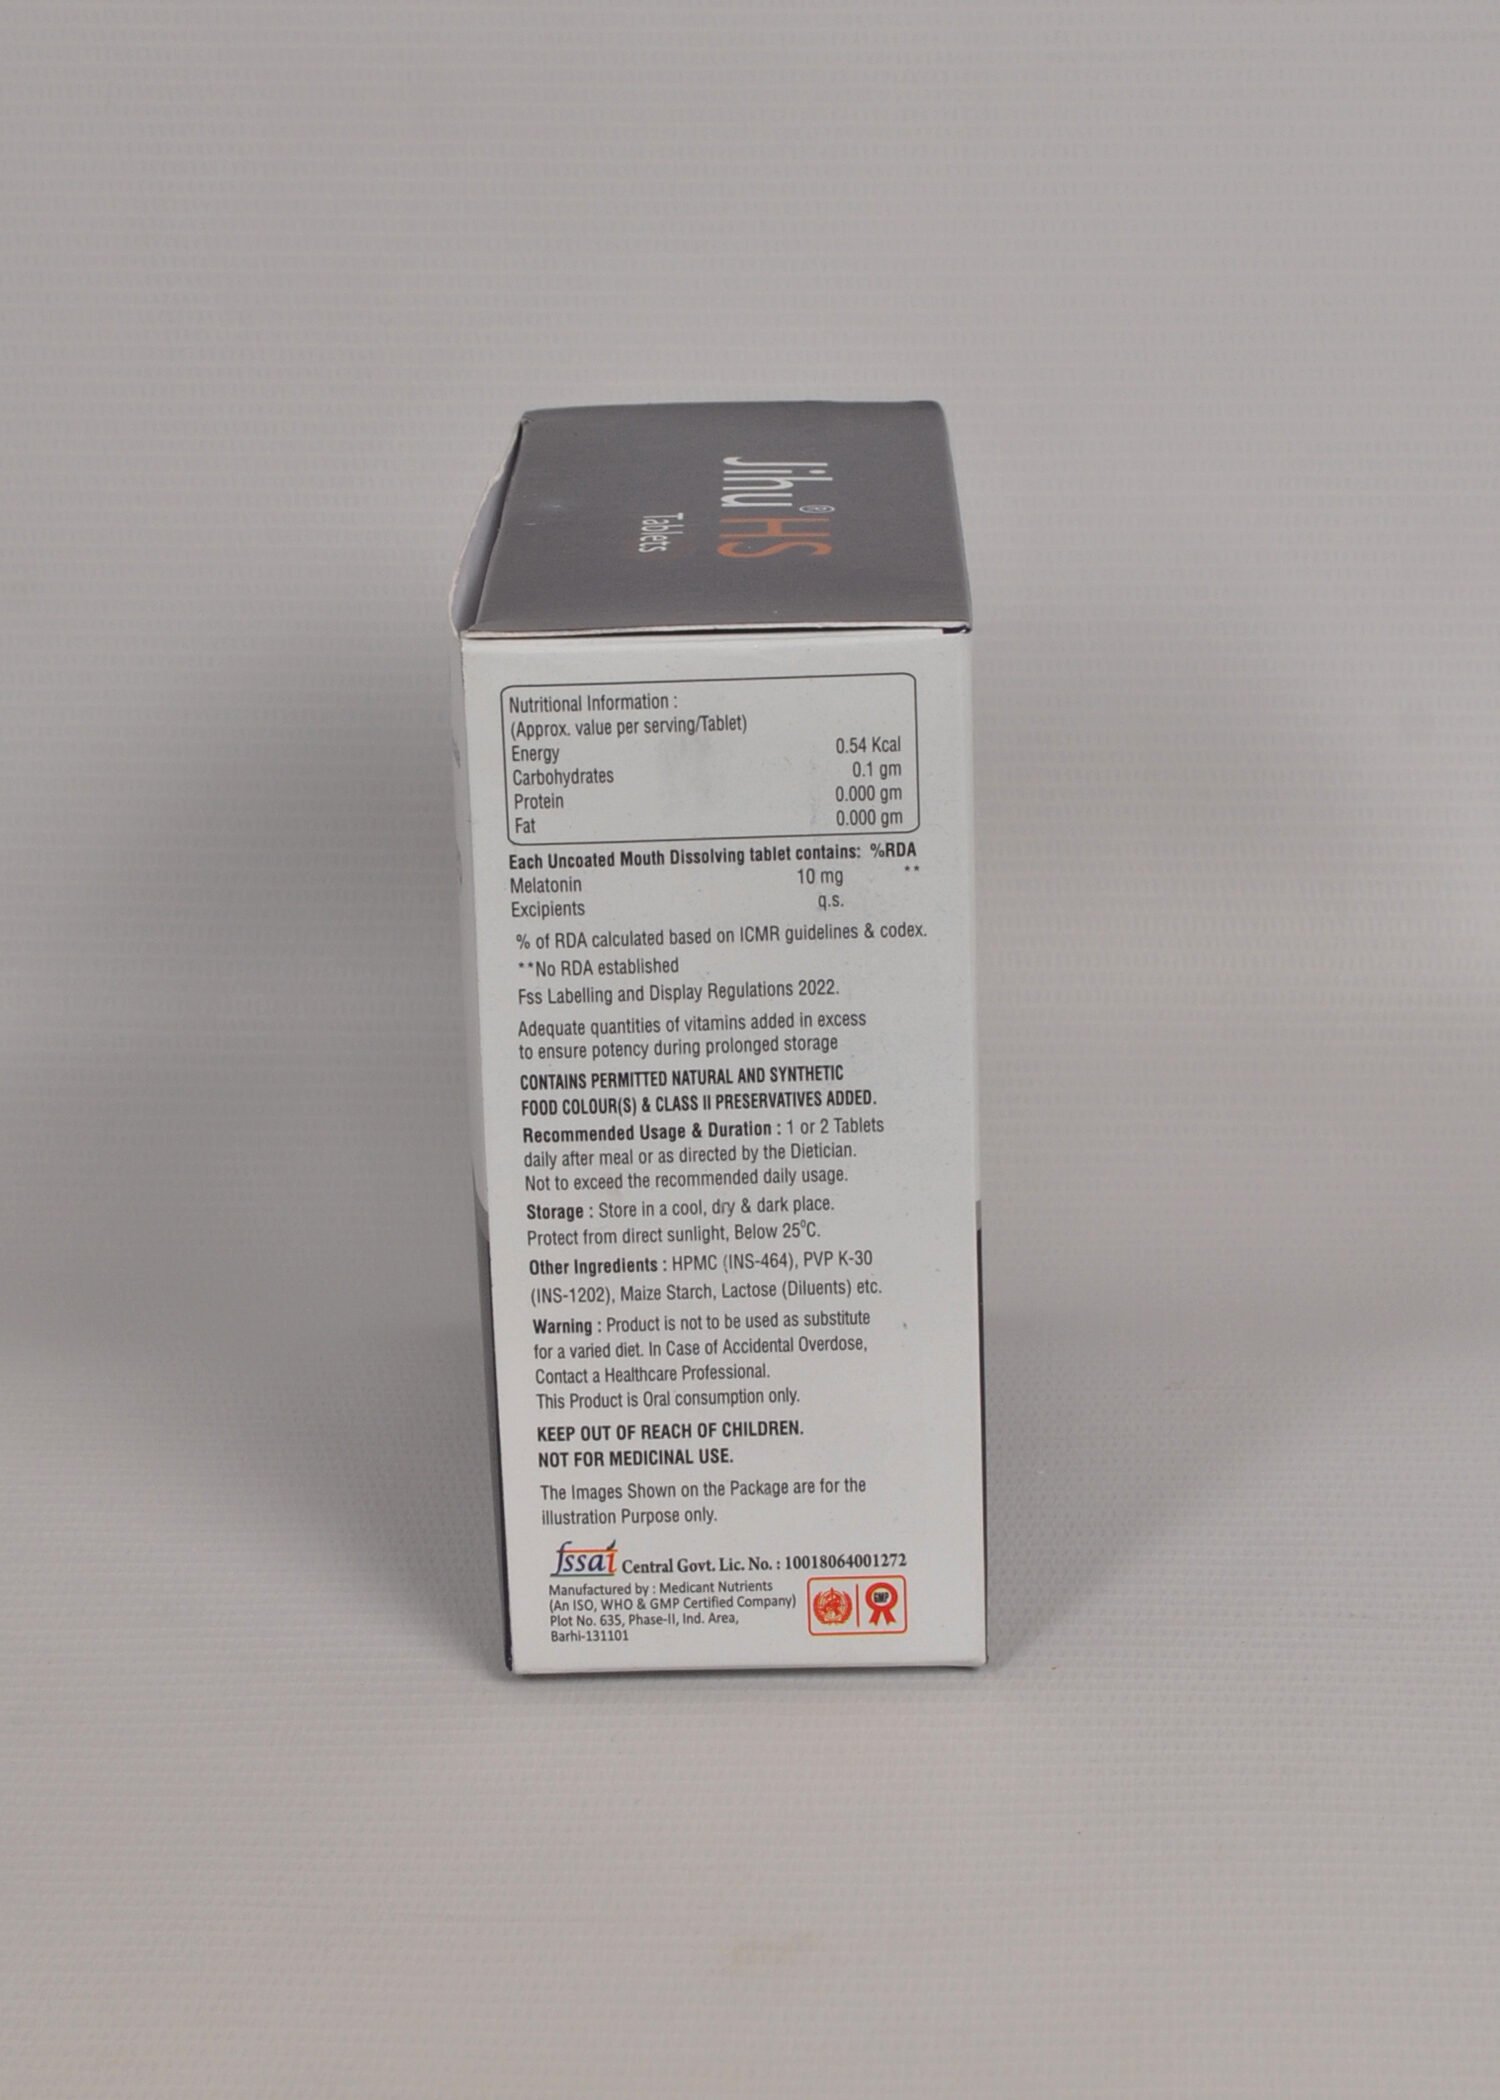 Jihu® HS
Tablets
Nutritional Information :
(Approx. value per serving/Tablet)
Energy 0.54 Kcal
Carbohydrates 0.1 gm
Protein 0.000 gm
Fat 0.000 gm
Each Uncoated Mouth Dissolving tablet contains: %RDA
Melatonin 10 mg **
Excipients q.s.
% of RDA calculated based on ICMR guidelines & codex.
**No RDA established
Fss Labelling and Display Regulations 2022.
Adequate quantities of vitamins added in excess
to ensure potency during prolonged storage
CONTAINS PERMITTED NATURAL AND SYNTHETIC
FOOD COLOUR(S) & CLASS II PRESERVATIVES ADDED.
Recommended Usage & Duration : 1 or 2 Tablets
daily after meal or as directed by the Dietician.
Not to exceed the recommended daily usage.
Storage : Store in a cool, dry & dark place.
Protect from direct sunlight, Below 25°C.
Other Ingredients : HPMC (INS-464), PVP K-30
(INS-1202), Maize Starch, Lactose (Diluents) etc.
Warning : Product is not to be used as substitute
for a varied diet. In Case of Accidental Overdose,
Contact a Healthcare Professional.
This Product is Oral consumption only.
KEEP OUT OF REACH OF CHILDREN.
NOT FOR MEDICINAL USE.
The Images Shown on the Package are for the
illustration Purpose only.
fssai Central Govt. Lic. No. : 10018064001272
Manufactured by : Medicant Nutrients
(An ISO, WHO & GMP Certified Company)
Plot No. 635, Phase-II, Ind. Area,
Barhi-131101
GMP